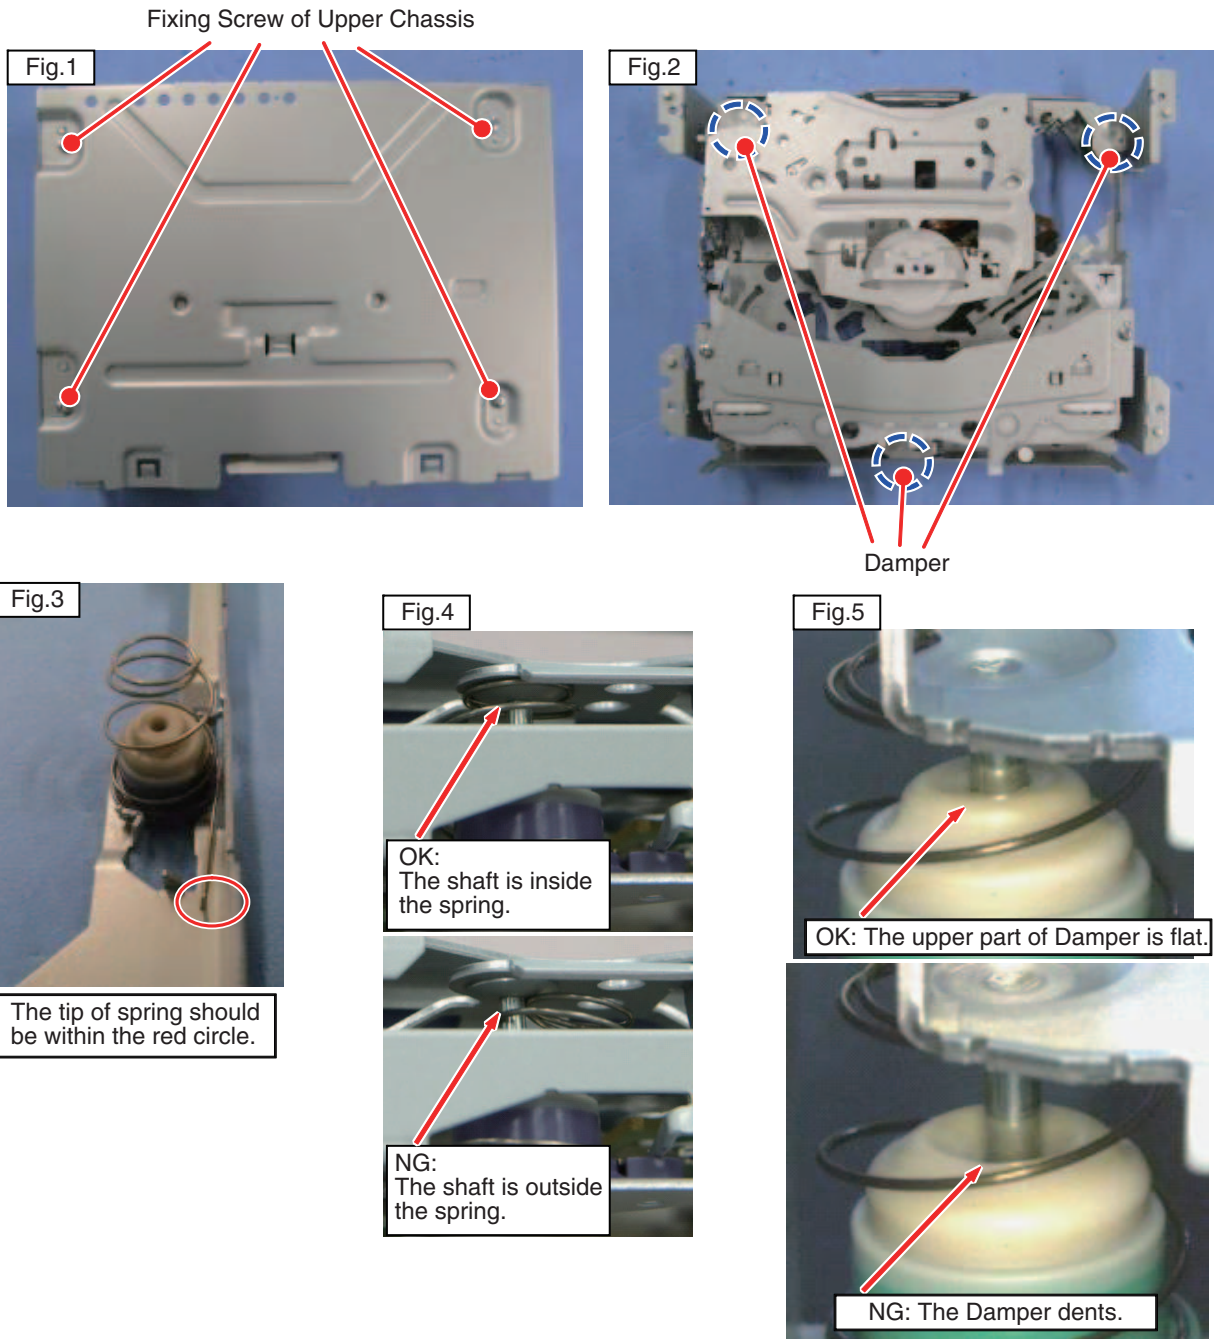 Fixing Screw of Upper Chassis
Fig.1
Fig.2
Damper
Fig.3
The tip of spring should
be within the red circle.
Fig.4
OK:
The shaft is inside
the spring.
NG:
The shaft is outside
the spring.
Fig.5
OK: The upper part of Damper is flat.
NG: The Damper dents.